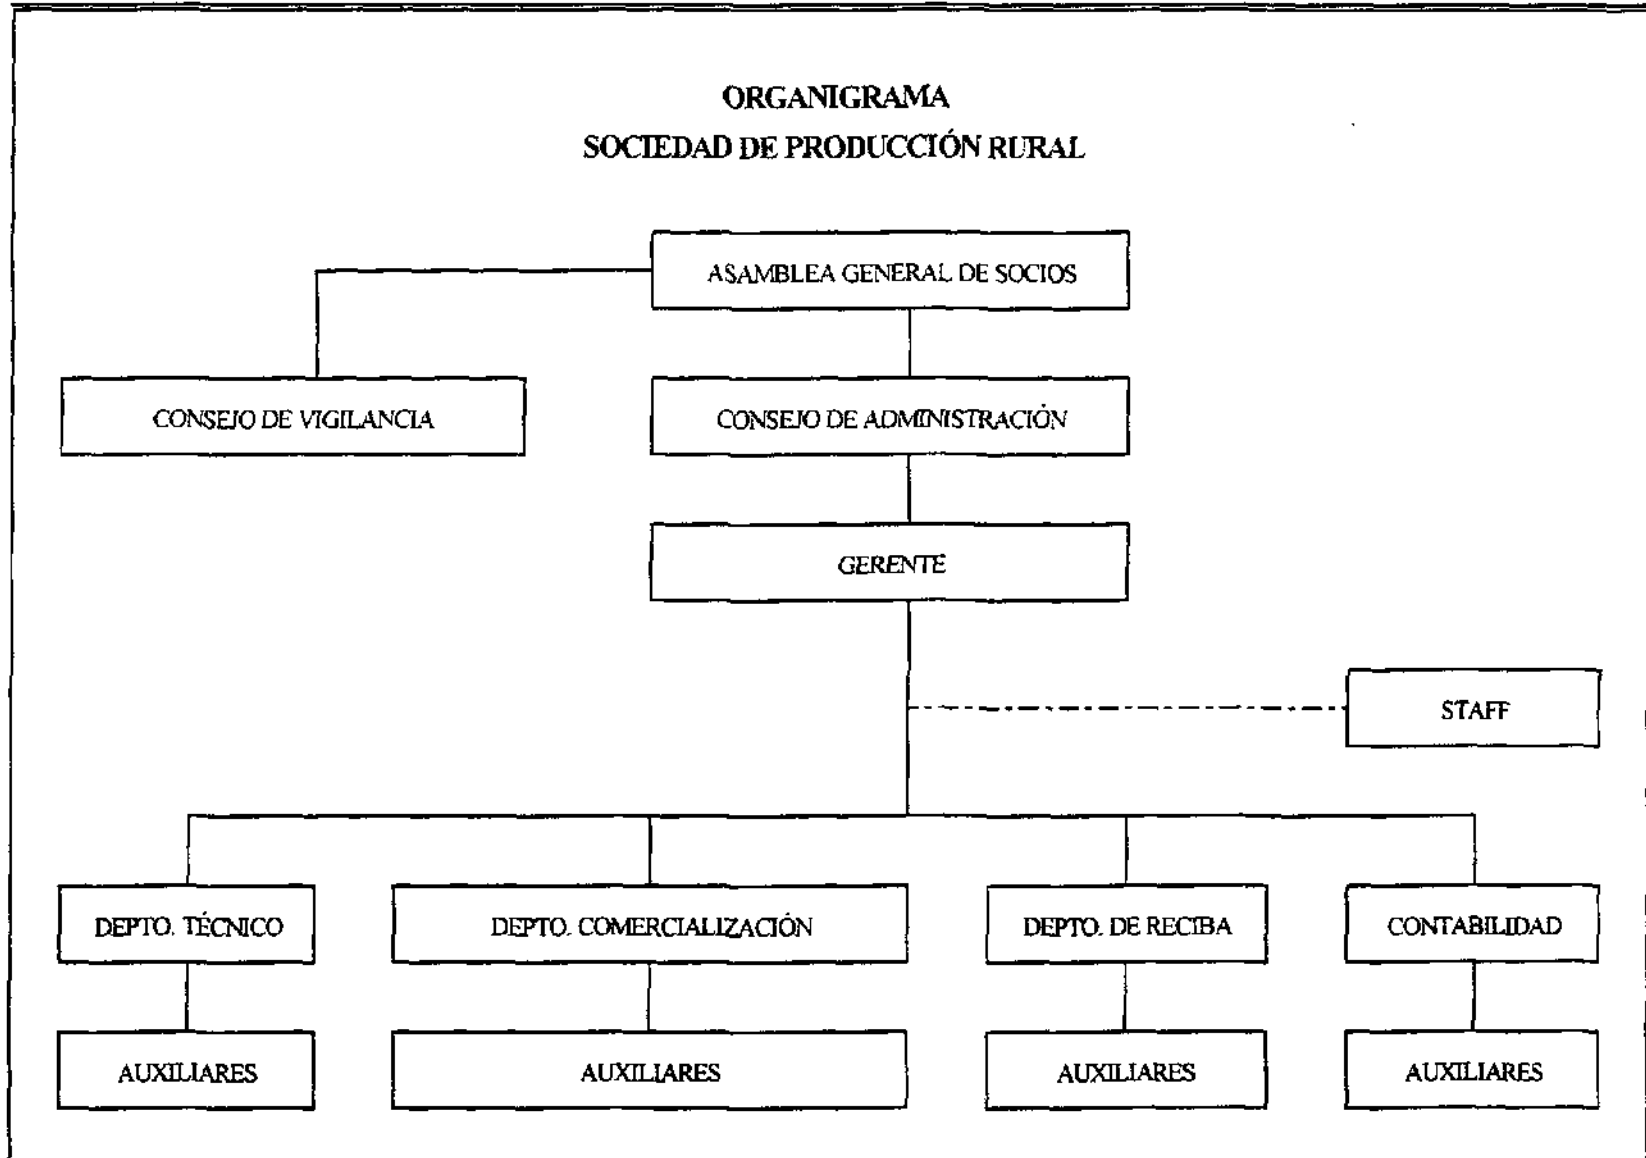 ORGANIGRAMA
SOCIEDAD DE PRODUCCIÓN RURAL
ASAMBLEA GENERAL DE SOCIOS
CONSEJO DE VIGILANCIA
CONSEJO DE ADMINISTRACIÓN
GERENTE
STAFF
DEPTO. TÉCNICO
DEPTO. COMERCIALIZACIÓN
DEPTO. DE RECIBA
CONTABILIDAD
AUXILIARES
AUXILIARES
AUXILIARES
AUXILIARES